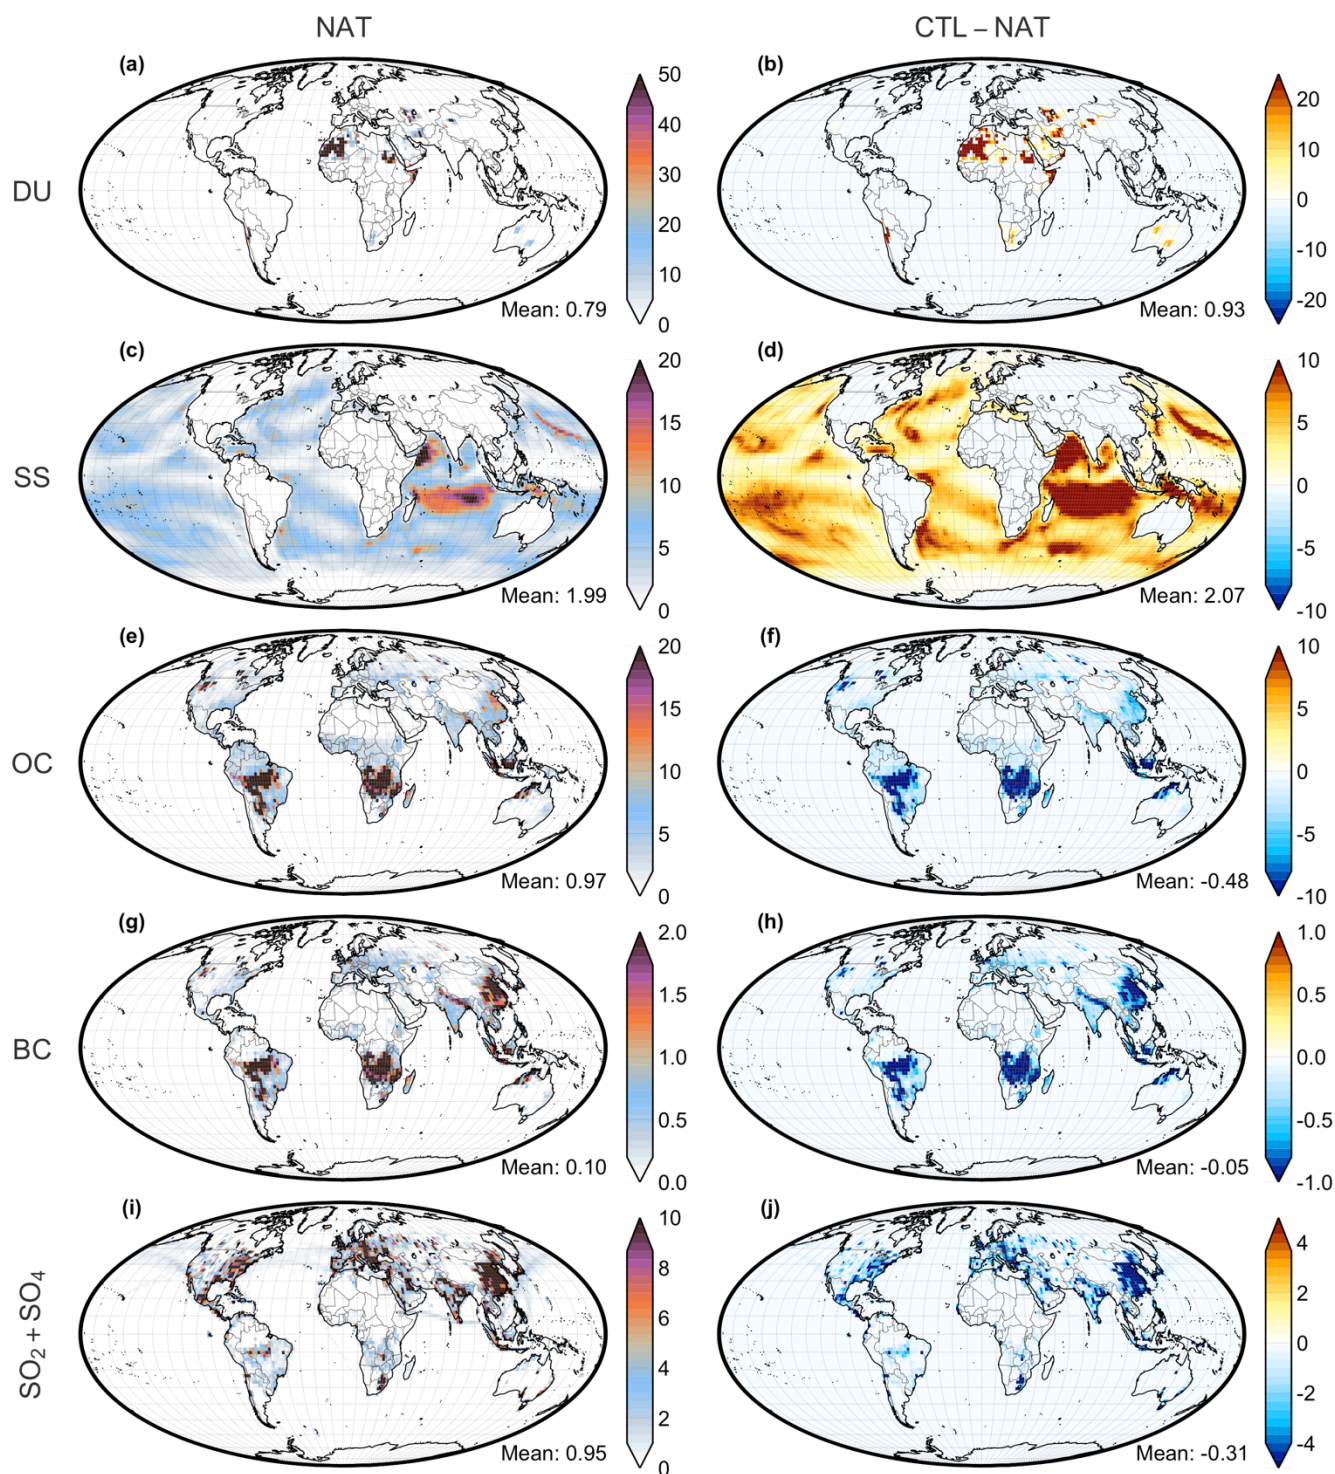 NAT
CTL – NAT
DU
(a)
50
40
30
20
10
0
Mean: 0.79
(b)
20
10
0
-10
-20
Mean: 0.93
SS
(c)
20
15
10
5
0
Mean: 1.99
(d)
10
5
0
-5
-10
Mean: 2.07
OC
(e)
20
15
10
5
0
Mean: 0.97
(f)
10
5
0
-5
-10
Mean: -0.48
BC
(g)
2.0
1.5
1.0
0.5
0.0
Mean: 0.10
(h)
1.0
0.5
0.0
-0.5
-1.0
Mean: -0.05
SO₂ + SO₄
(i)
10
8
6
4
2
0
Mean: 0.95
(j)
4
2
0
-2
-4
Mean: -0.31